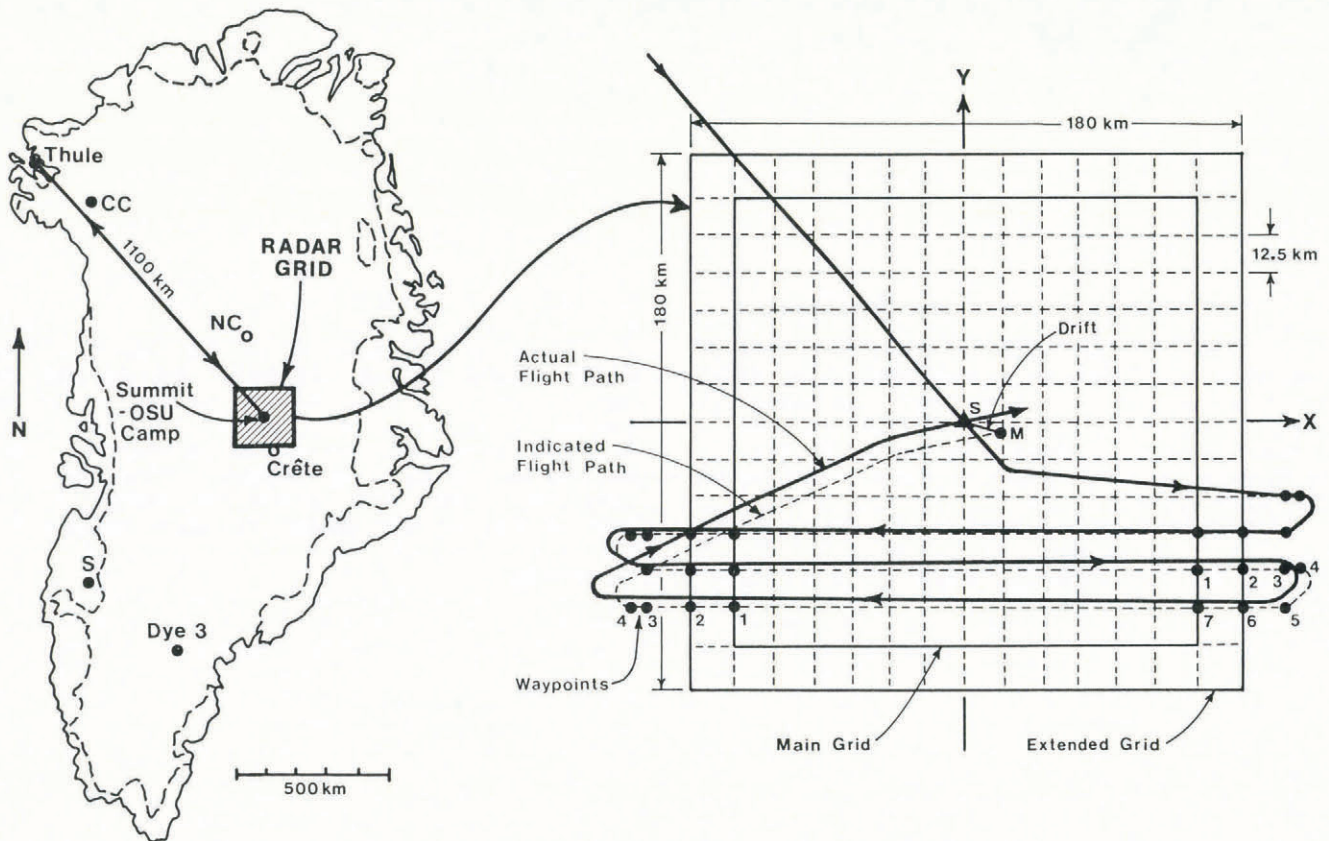 Thule
CC
1100 km
RADAR
GRID
NC
N
Summit
-OSU
Camp
Crête
S
Dye 3
500 km
Y
180 km
180 km
12.5 km
Drift
Actual
Flight Path
S
X
M
Indicated
Flight Path
1 2 3 4
4 3 2 1 7 6 5
Waypoints
Main Grid
Extended Grid